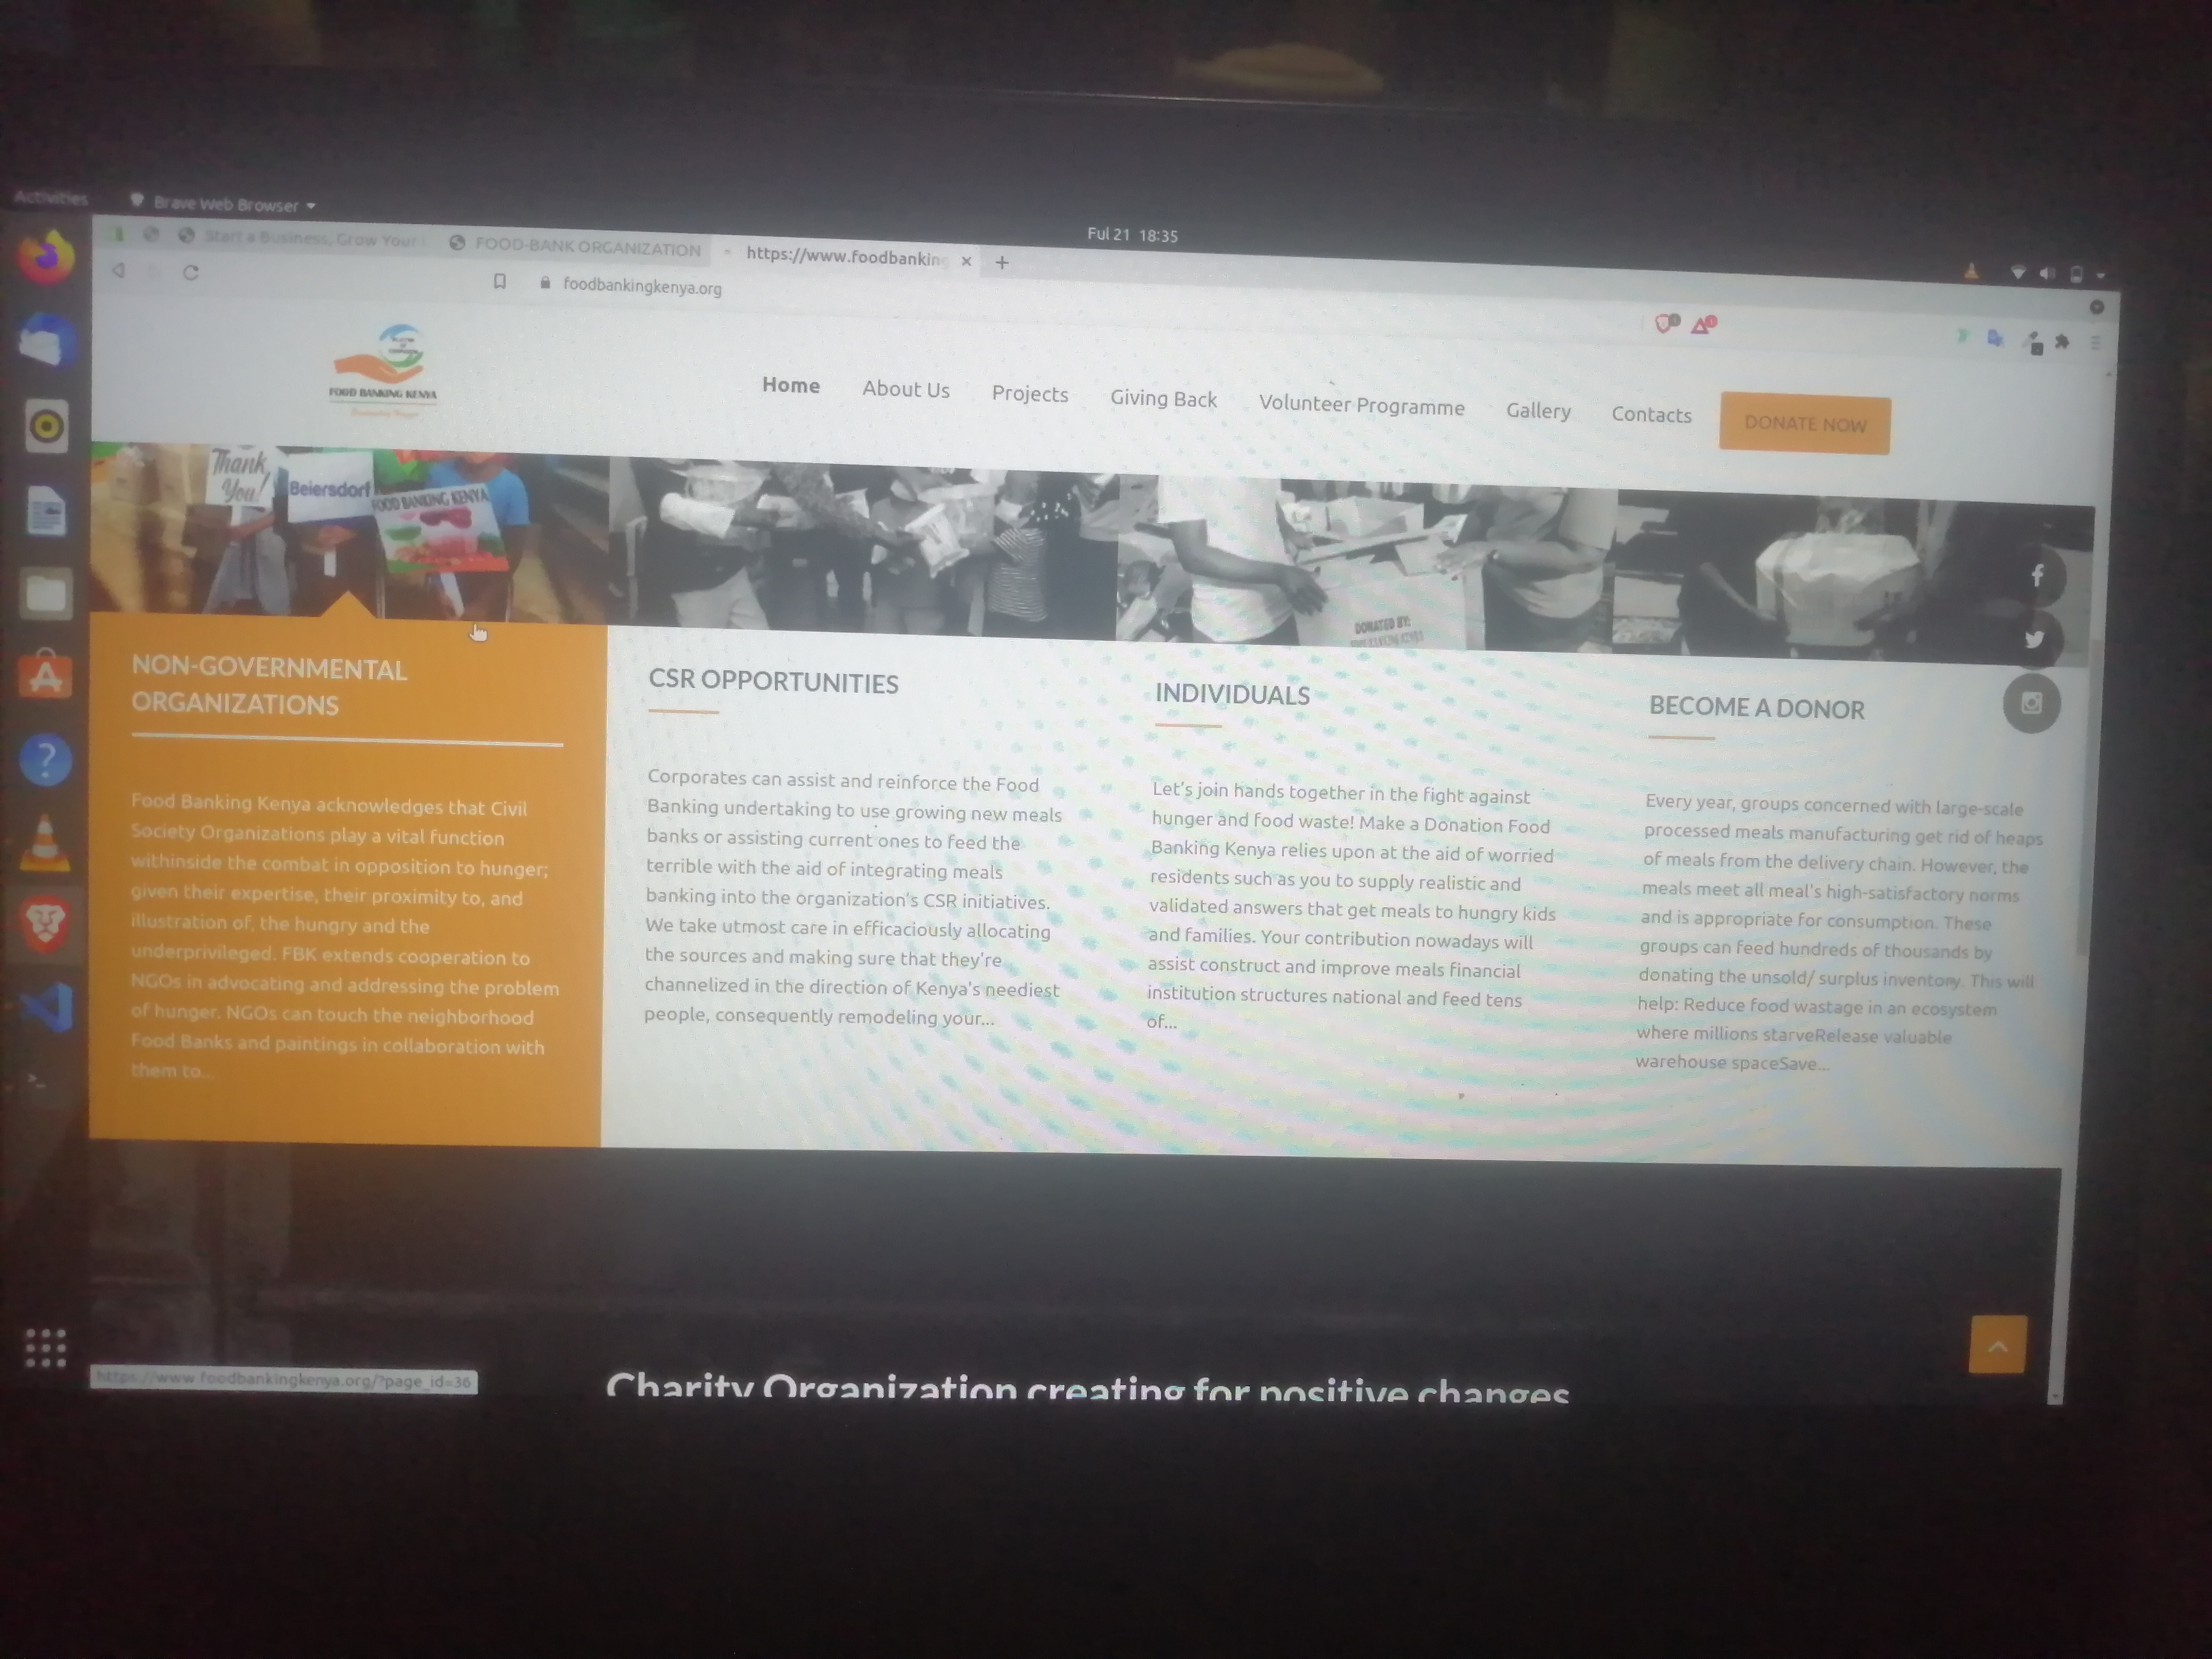 Activities
Brave Web Browser
Ful 21 18:35
Start a Business, Grow Your
FOOD-BANK ORGANIZATION
https://www.foodbankin
foodbankingkenya.org
FOOD BANKING KENYA
Home
About Us
Projects
Giving Back
Volunteer Programme
Gallery
Contacts
DONATE NOW
Thank
You!
Beiersdorf
FOOD BANKING KENYA
DONATED BY:
NON-GOVERNMENTAL
ORGANIZATIONS
Food Banking Kenya acknowledges that Civil
Society Organizations play a vital function
withinside the combat in opposition to hunger;
given their expertise, their proximity to, and
illustration of, the hungry and the
underprivileged. FBK extends cooperation to
NGOs in advocating and addressing the problem
of hunger. NGOs can touch the neighborhood
Food Banks and paintings in collaboration with
them to...
CSR OPPORTUNITIES
Corporates can assist and reinforce the Food
Banking undertaking to use growing new meals
banks or assisting current ones to feed the
terrible with the aid of integrating meals
banking into the organization's CSR initiatives.
We take utmost care in efficaciously allocating
the sources and making sure that they're
channelized in the direction of Kenya's neediest
people, consequently remodeling your...
INDIVIDUALS
Let's join hands together in the fight against
hunger and food waste! Make a Donation Food
Banking Kenya relies upon at the aid of worried
residents such as you to supply realistic and
validated answers that get meals to hungry kids
and families. Your contribution nowadays will
assist construct and improve meals financial
institution structures national and feed tens
of...
BECOME A DONOR
Every year, groups concerned with large-scale
processed meals manufacturing get rid of heaps
of meals from the delivery chain. However, the
meals meet all meal's high-satisfactory norms
and is appropriate for consumption. These
groups can feed hundreds of thousands by
donating the unsold/ surplus inventory. This will
help: Reduce food wastage in an ecosystem
where millions starveRelease valuable
warehouse spaceSave...
Charity Organization creating for positive changes
https://www.foodbankingkenya.org/?page_id=36